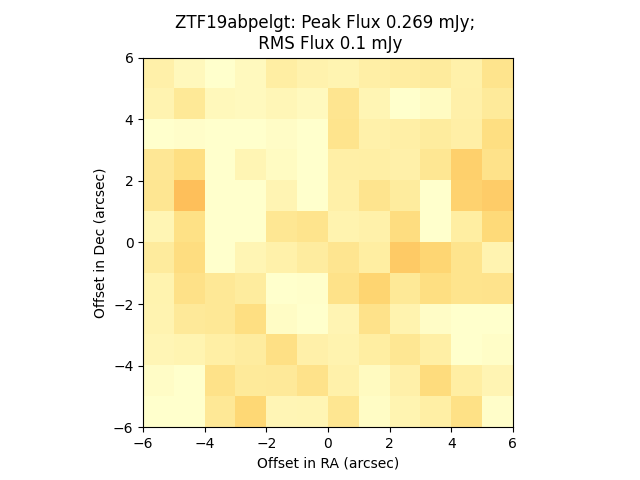 ZTF19abpelgt: Peak Flux 0.269 mJy;
RMS Flux 0.1 mJy
6
4
2
0
−2
−4
−6
Offset in Dec (arcsec)
−6 −4 −2 0 2 4 6
Offset in RA (arcsec)